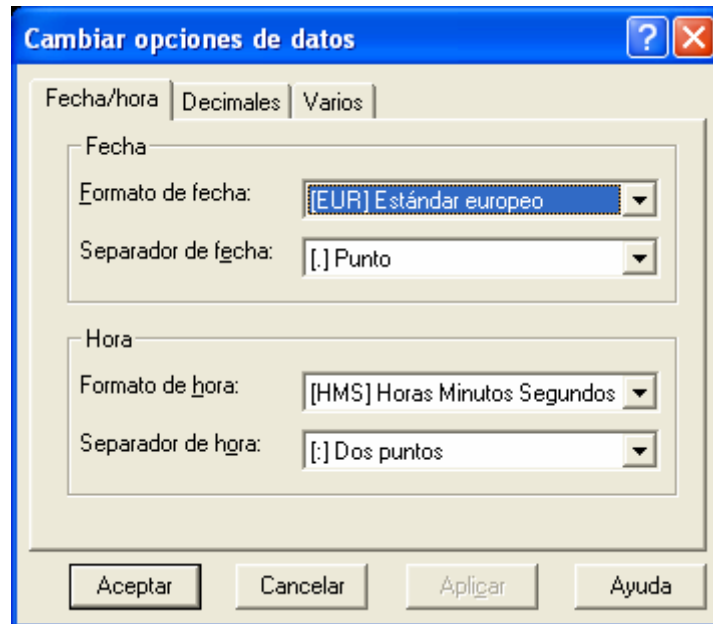 Cambiar opciones de datos
Fecha/hora Decimales Varios
Fecha
Formato de fecha: [EUR] Estándar europeo
Separador de fecha: [.] Punto
Hora
Formato de hora: [HMS] Horas Minutos Segundos
Separador de hora: [:] Dos puntos
Aceptar Cancelar Aplicar Ayuda